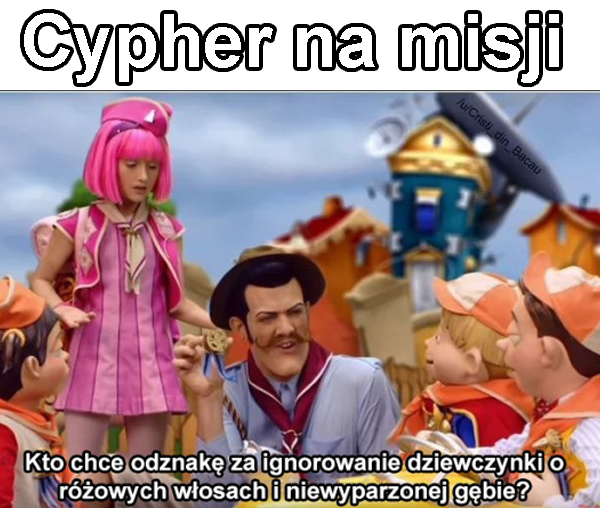 Cypher na misji
/u/Cristi_din_Bacau
Kto chce odznakę za ignorowanie dziewczynki o
różowych włosach i niewyparzonej gębie?